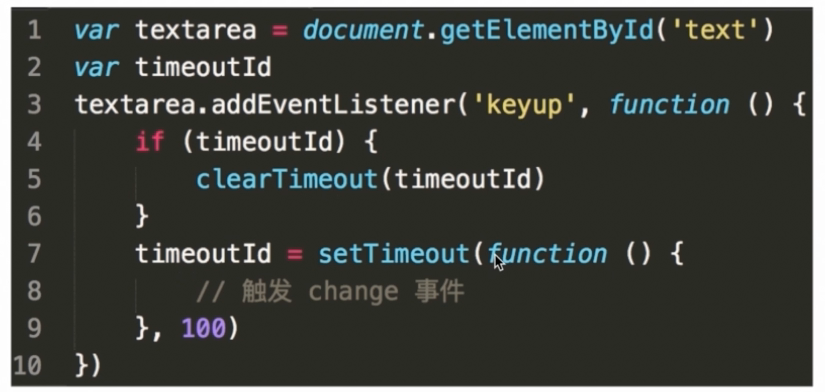 1 var textarea = document.getElementById('text')
2 var timeoutId
3 textarea.addEventListener('keyup', function () {
4     if (timeoutId) {
5         clearTimeout(timeoutId)
6     }
7     timeoutId = setTimeout(function () {
8         // 触发 change 事件
9     }, 100)
10 })